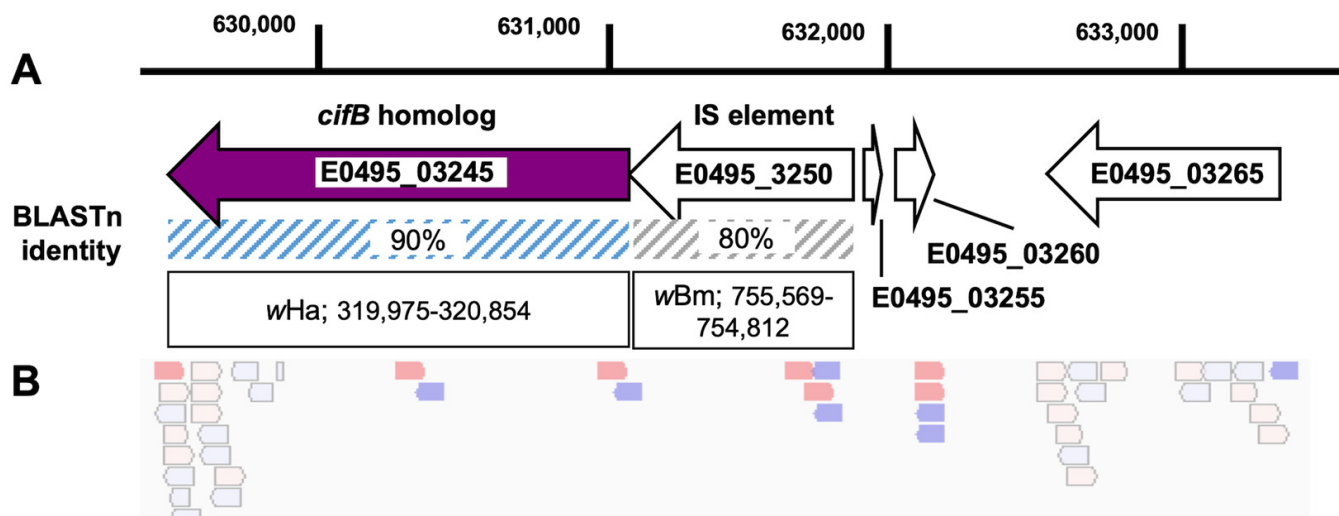 630,000
631,000
632,000
633,000
A
cifB homolog
IS element
E0495_03245
E0495_3250
E0495_03265
BLASTn
identity
90%
80%
E0495_03260
E0495_03255
wHa; 319,975-320,854
wBm; 755,569-
754,812
B